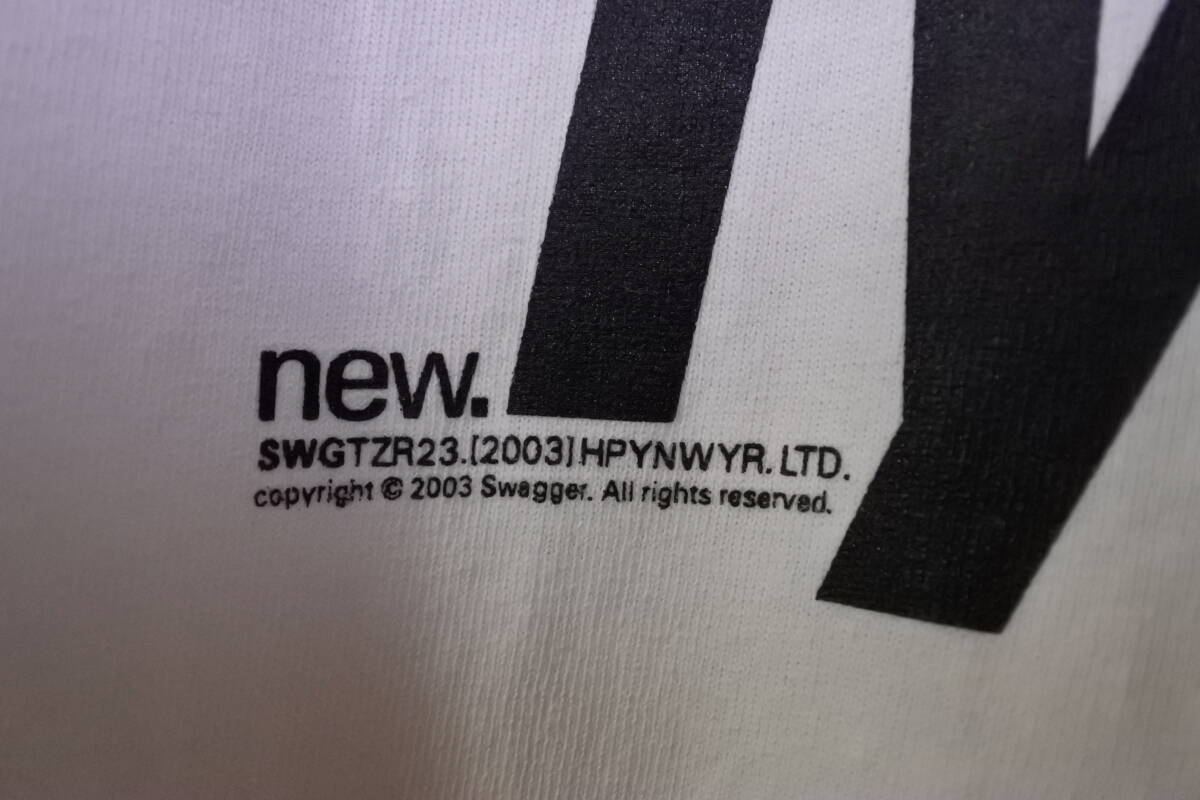 new.
SWGTZR23.[2003]HPYNWYR.LTD.
copyright © 2003 Swagger. All rights reserved.